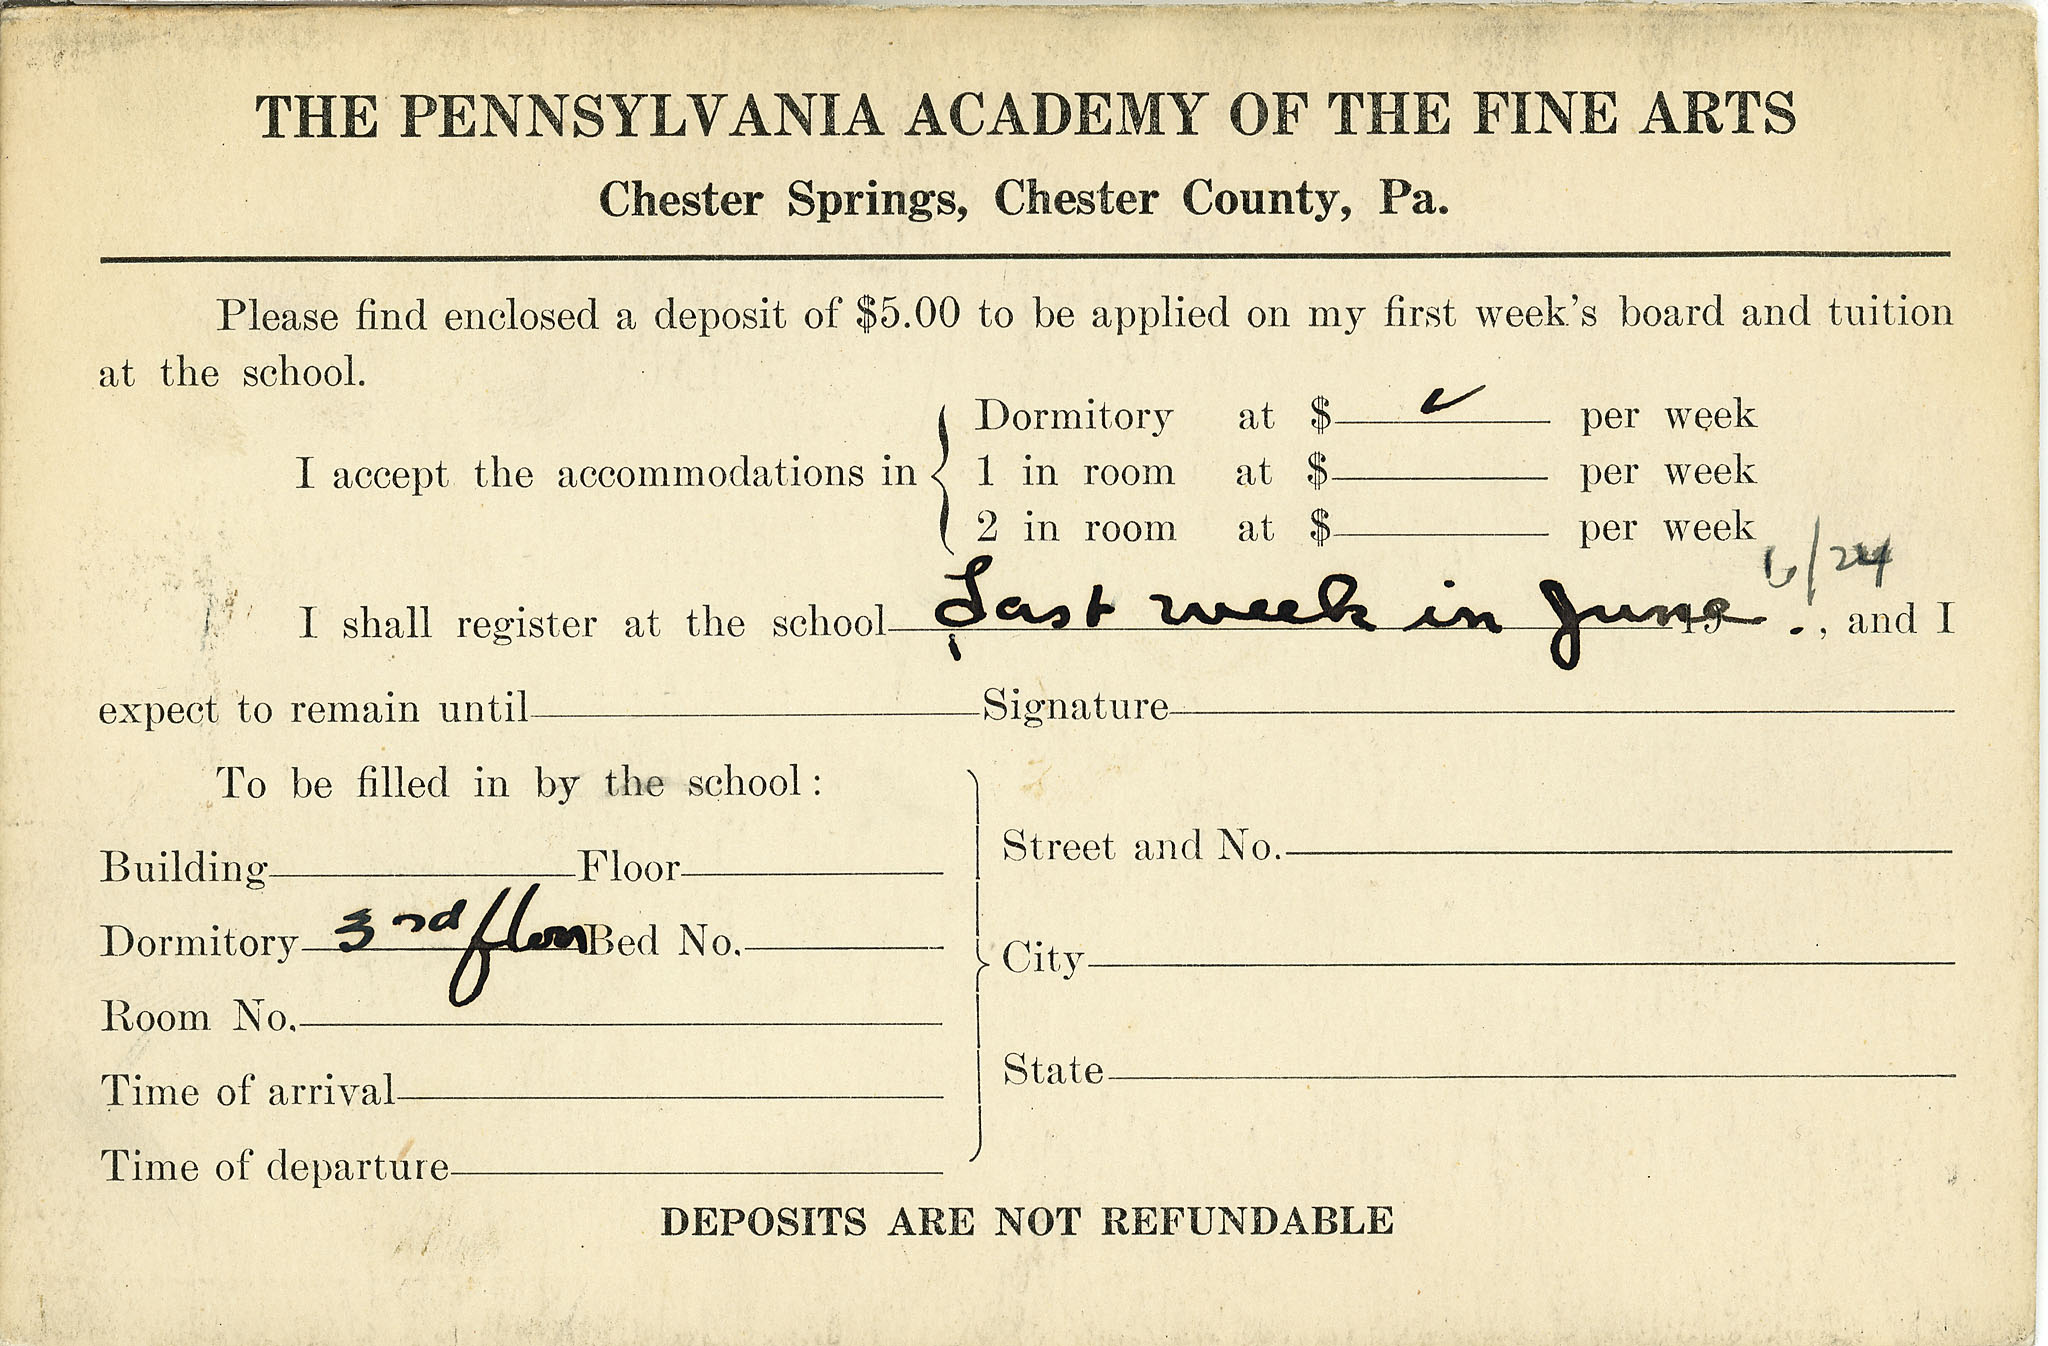 THE PENNSYLVANIA ACADEMY OF THE FINE ARTS
Chester Springs, Chester County, Pa.
Please find enclosed a deposit of $5.00 to be applied on my first week's board and tuition
at the school.
I accept the accommodations in
Dormitory at $ ✓ per week
1 in room at $ per week
2 in room at $ per week
6/24
I shall register at the school Last week in June 19 . , and I
expect to remain until Signature
To be filled in by the school:
Building Floor
Dormitory 3rd floor Bed No.
Room No.
Time of arrival
Time of departure
Street and No.
City
State
DEPOSITS ARE NOT REFUNDABLE